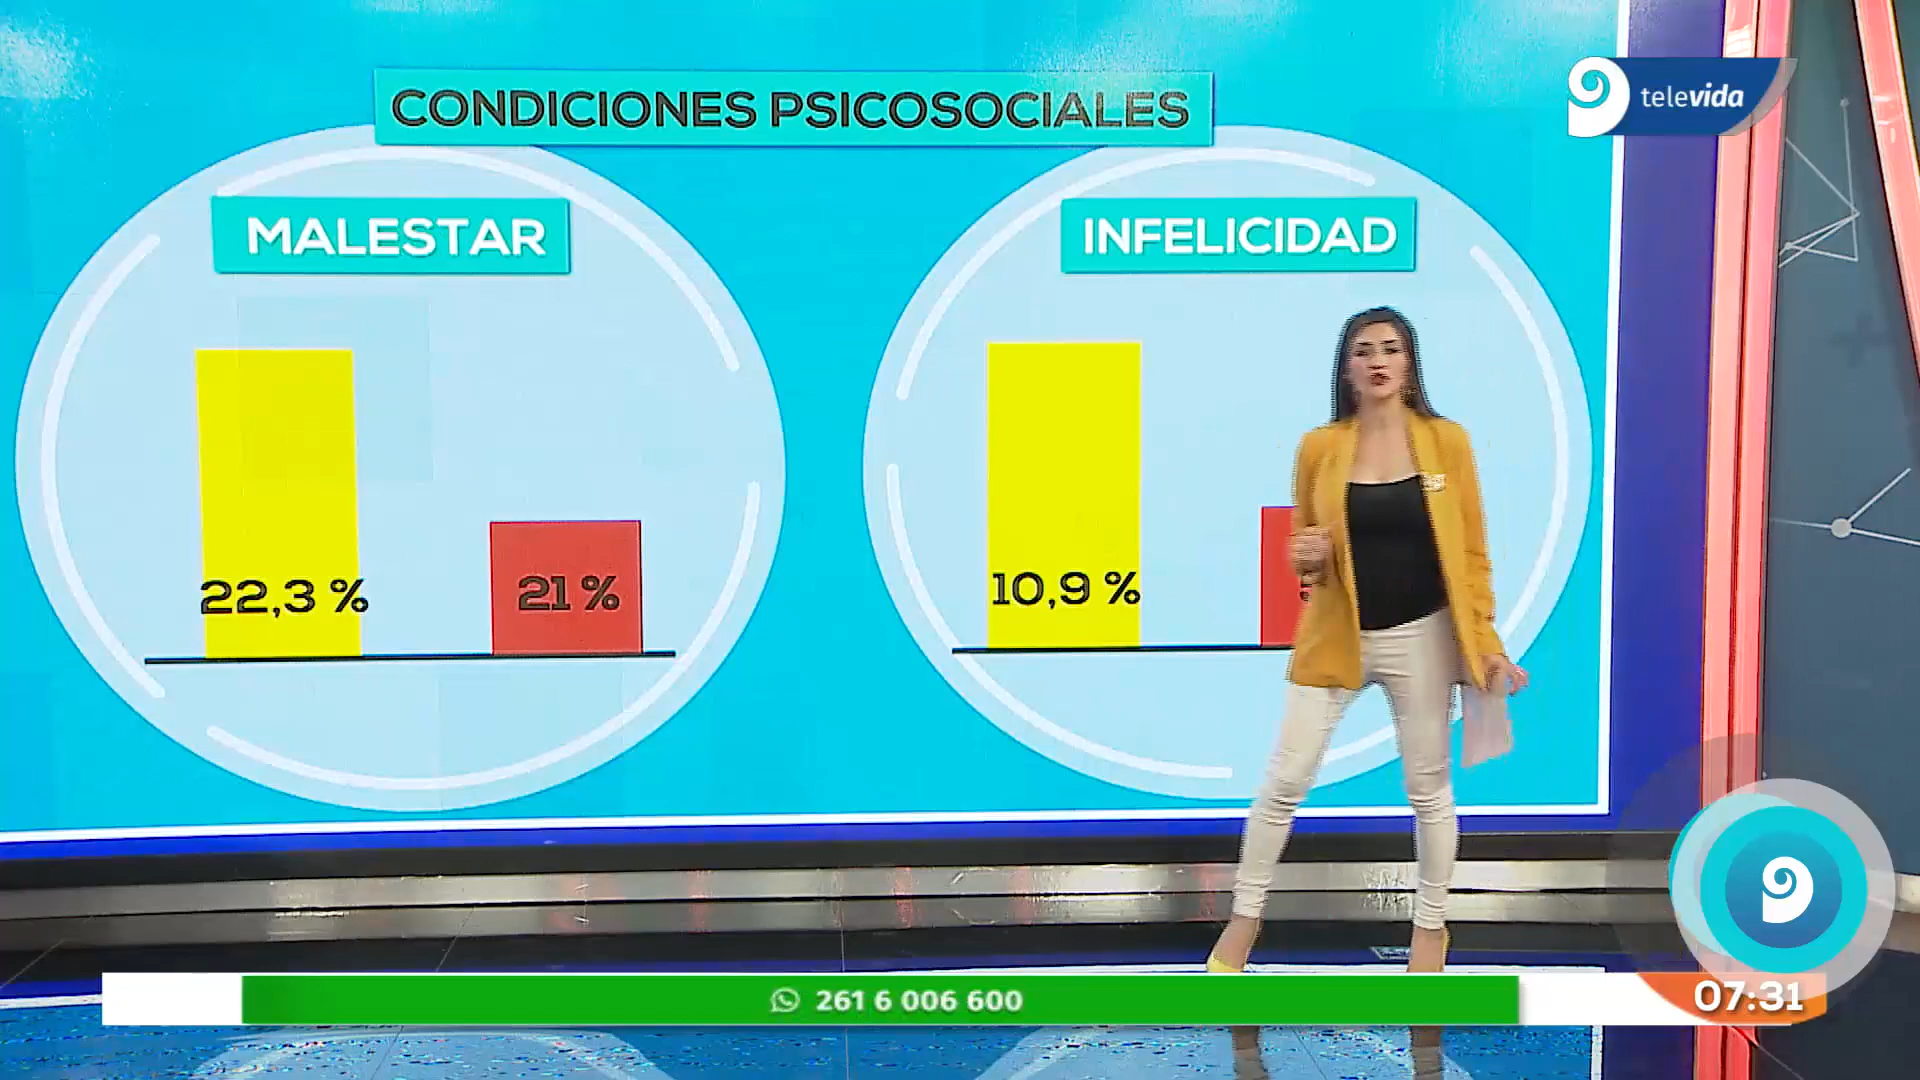 CONDICIONES PSICOSOCIALES
televida
MALESTAR
INFELICIDAD
22,3 %
21 %
10,9 %
261 6 006 600
07:31